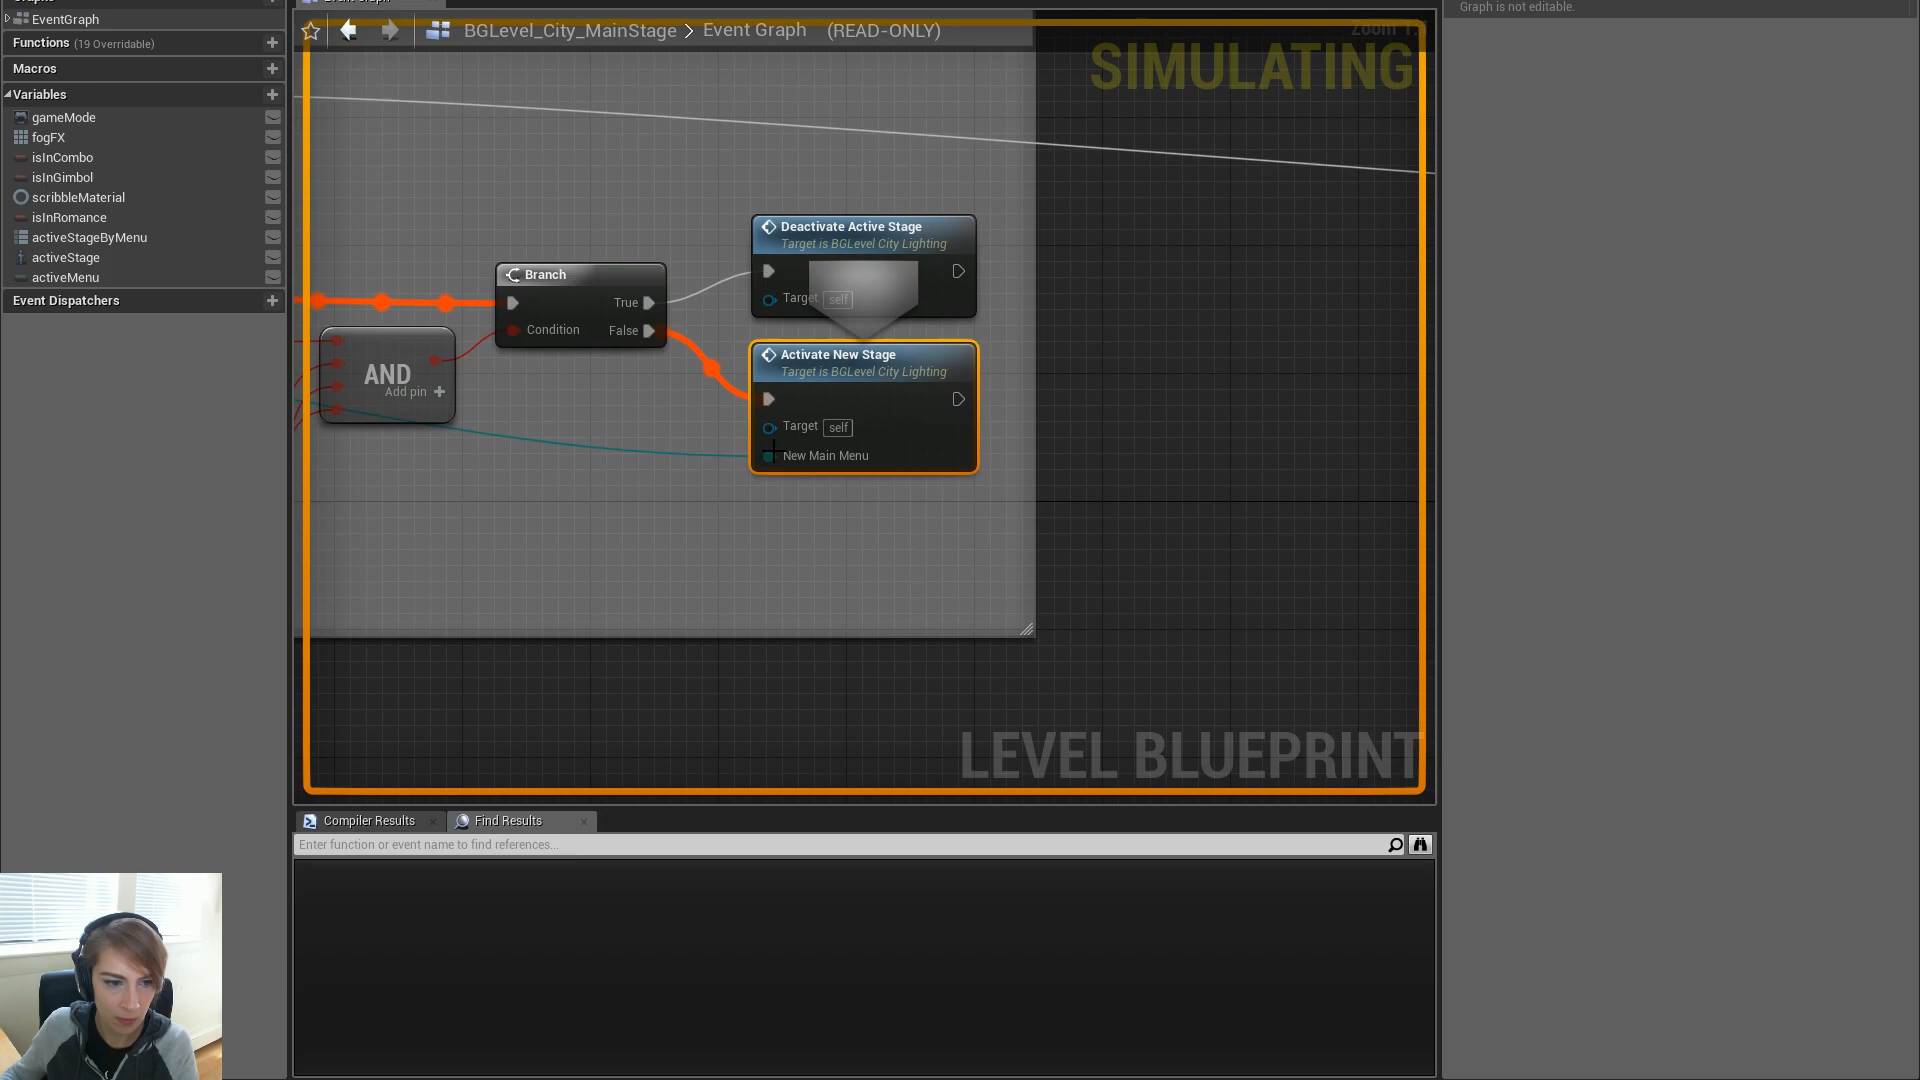 EventGraph
Functions (19 Overridable)
Macros
Variables
gameMode
fogFX
isInCombo
isInGimbol
scribbleMaterial
isInRomance
activeStageByMenu
activeStage
activeMenu
Event Dispatchers
BGLevel_City_MainStage > Event Graph (READ-ONLY)
SIMULATING
Deactivate Active Stage
Target is BGLevel City Lighting
Target self
Branch
True
Condition False
AND
Add pin
Activate New Stage
Target is BGLevel City Lighting
Target self
New Main Menu
LEVEL BLUEPRINT
Compiler Results
Find Results
Enter function or event name to find references...
Graph is not editable.